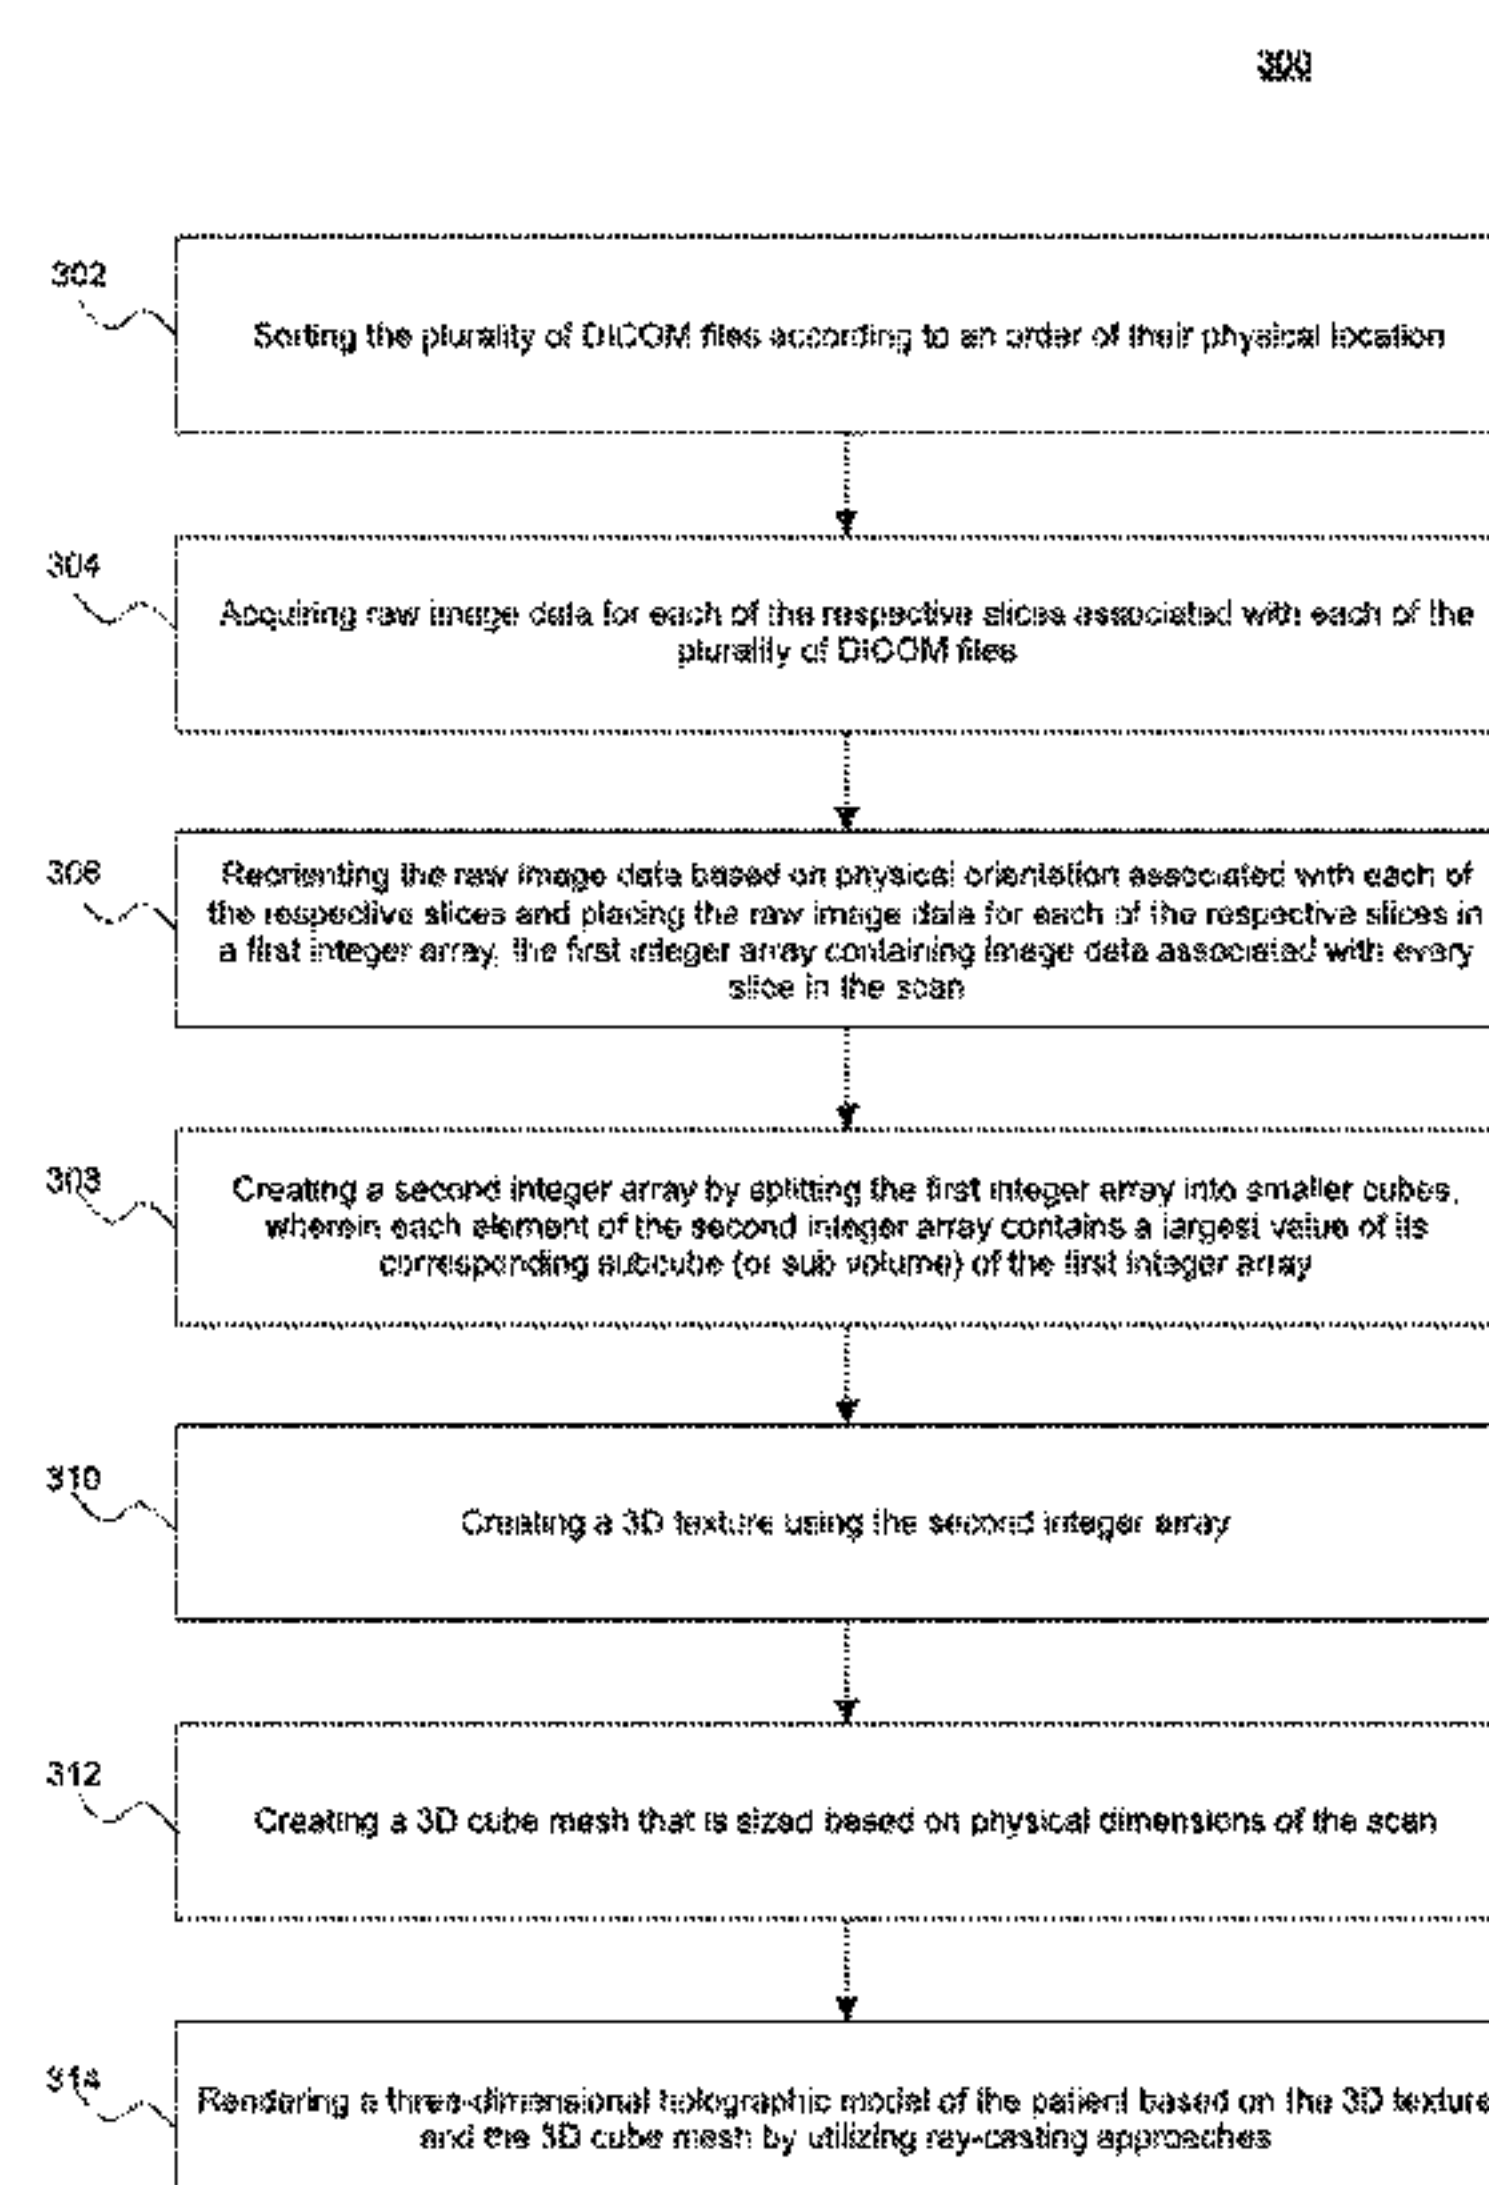 300
302
Sorting the plurality of DICOM files according to an order of their physical location
304
Acquiring raw image data for each of the respective slices associated with each of the
plurality of DICOM files
306
Reorienting the raw image data based on physical orientation associated with each of
the respective slices and placing the raw image data for each of the respective slices in
a first integer array, the first integer array containing image data associated with every
slice in the scan
308
Creating a second integer array by splitting the first integer array into smaller cubes,
wherein each element of the second integer array contains a largest value of its
corresponding subcube (or sub volume) of the first integer array
310
Creating a 3D texture using the second integer array
312
Creating a 3D cube mesh that is sized based on physical dimensions of the scan
314
Rendering a three-dimensional holographic model of the patient based on the 3D texture
and the 3D cube mesh by utilizing ray-casting approaches